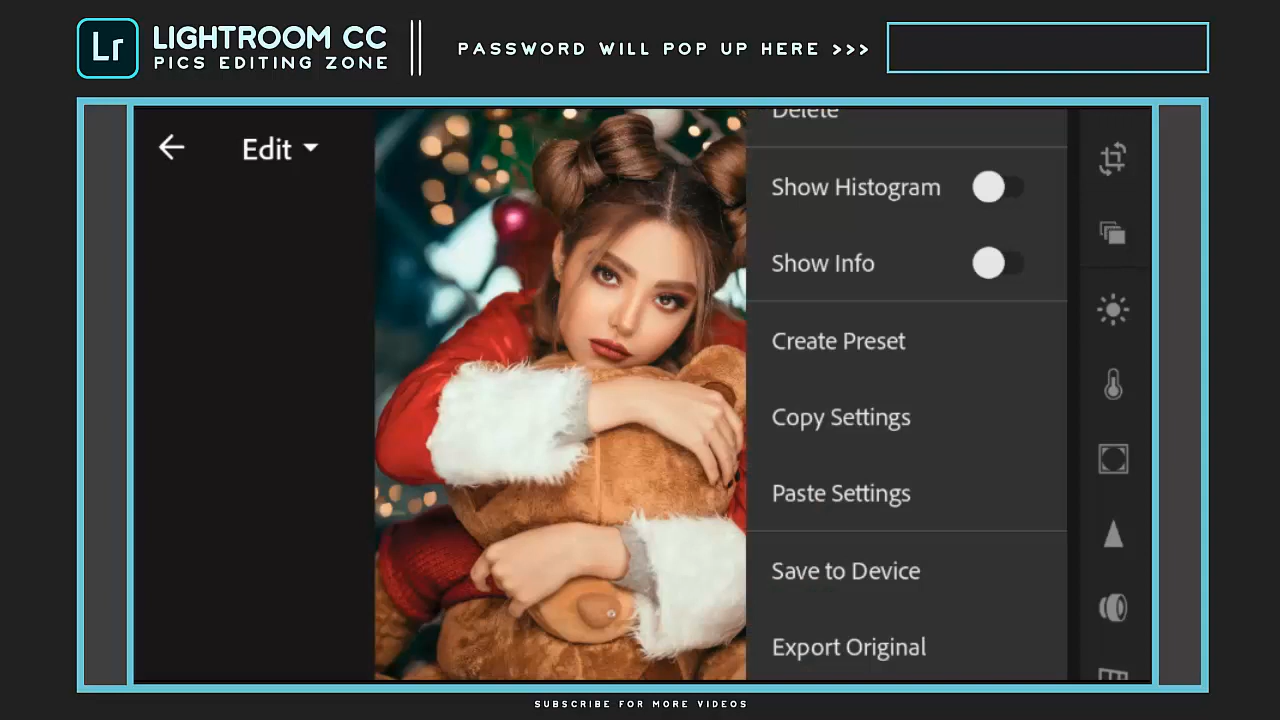 Lr
LIGHTROOM CC
PICS EDITING ZONE
PASSWORD WILL POP UP HERE >>>
Edit
Delete
Show Histogram
Show Info
Create Preset
Copy Settings
Paste Settings
Save to Device
Export Original
SUBSCRIBE FOR MORE VIDEOS